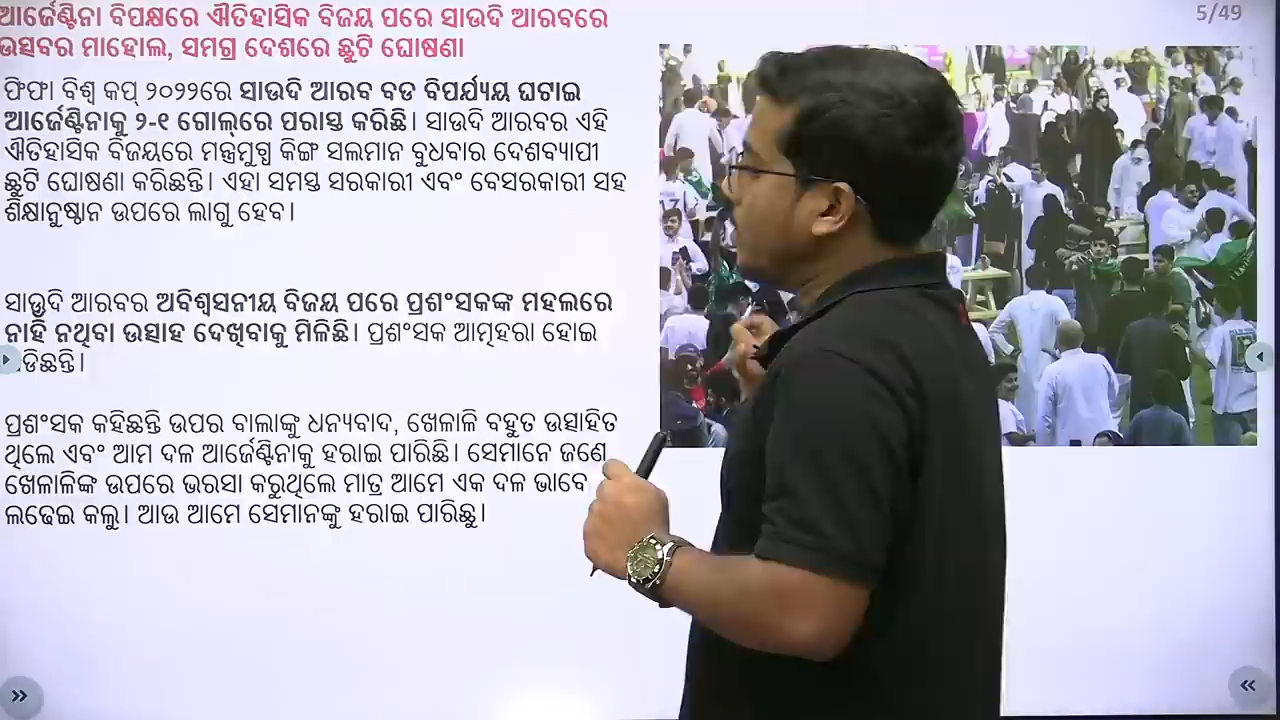 ଆର୍ଜେଣ୍ଟିନା ବିପକ୍ଷରେ ଐତିହାସିକ ବିଜୟ ପରେ ସାଉଦି ଆରବରେ
ଉତ୍ସବର ମାହୋଲ, ସମଗ୍ର ଦେଶରେ ଛୁଟି ଘୋଷଣା
5/49
ଫିଫା ବିଶ୍ୱ କପ୍ ୨୦୨୨ରେ ସାଉଦି ଆରବ ବଡ ବିପର୍ଯ୍ୟୟ ଘଟାଇ
ଆର୍ଜେଣ୍ଟିନାକୁ ୨-୧ ଗୋଲ୍‌ରେ ପରାସ୍ତ କରିଛି। ସାଉଦି ଆରବର ଏହି
ଐତିହାସିକ ବିଜୟରେ ମନ୍ତ୍ରମୁଗ୍ଧ କିଙ୍ଗ ସଲମାନ ବୁଧବାର ଦେଶବ୍ୟାପୀ
ଛୁଟି ଘୋଷଣା କରିଛନ୍ତି। ଏହା ସମସ୍ତ ସରକାରୀ ଏବଂ ବେସରକାରୀ ସହ
ଶିକ୍ଷାନୁଷ୍ଠାନ ଉପରେ ଲାଗୁ ହେବ।
ସାଉଦି ଆରବର ଅବିଶ୍ୱସନୀୟ ବିଜୟ ପରେ ପ୍ରଶଂସକଙ୍କ ମହଲରେ
ନାହିଁ ନଥିବା ଉତ୍ସାହ ଦେଖିବାକୁ ମିଳିଛି। ପ୍ରଶଂସକ ଆତ୍ମହରା ହୋଇ
ଡିଛନ୍ତି।
ପ୍ରଶଂସକ କହିଛନ୍ତି ଉପର ବାଲାଙ୍କୁ ଧନ୍ୟବାଦ, ଖେଳାଳି ବହୁତ ଉତ୍ସାହିତ
ଥିଲେ ଏବଂ ଆମ ଦଳ ଆର୍ଜେଣ୍ଟିନାକୁ ହରାଇ ପାରିଛି। ସେମାନେ ଜଣେ
ଖେଳାଳିଙ୍କ ଉପରେ ଭରସା କରୁଥିଲେ ମାତ୍ର ଆମେ ଏକ ଦଳ ଭାବେ
ଲଢେଇ କଲୁ। ଆଉ ଆମେ ସେମାନଙ୍କୁ ହରାଇ ପାରିଛୁ।